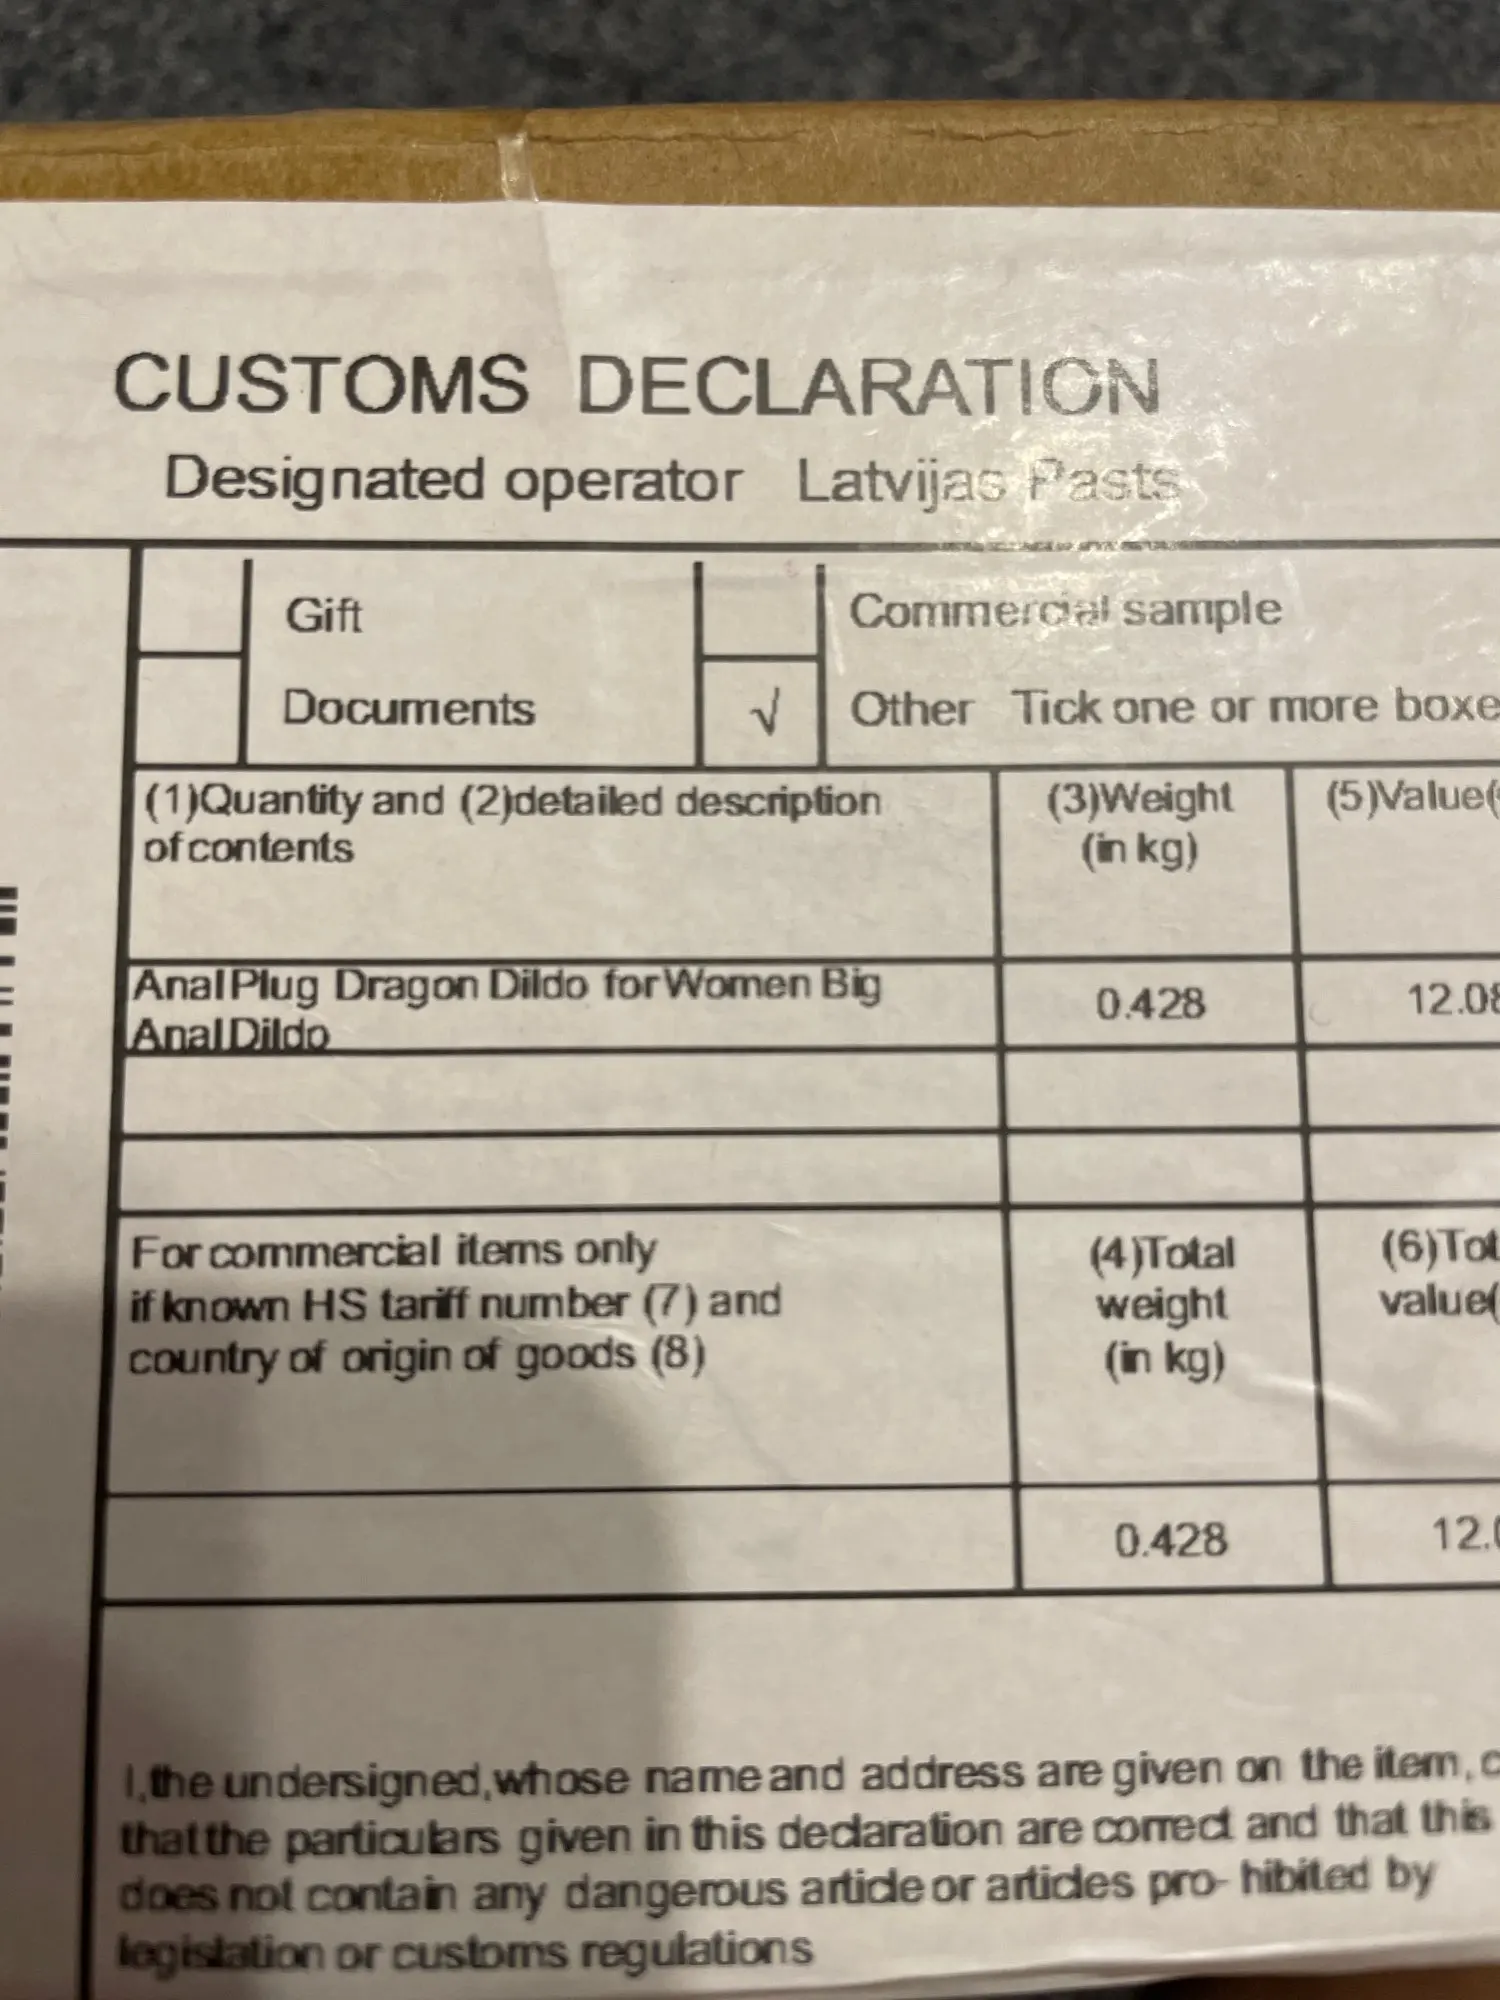 CUSTOMS DECLARATION
Designated operator Latvijas Pasts
Gift
Commercial sample
Documents
√ Other Tick one or more boxe
(1)Quantity and (2)detailed description
of contents
(3)Weight
(in kg)
(5)Value(
Anal Plug Dragon Dildo for Women Big
Anal Dildo
0.428
12.08
For commercial items only
if known HS tariff number (7) and
country of origin of goods (8)
(4)Total
weight
(in kg)
(6)Tot
value(
0.428
12.0
I,the undersigned,whose name and address are given on the item, c
that the particulars given in this declaration are correct and that this
does not contain any dangerous article or articles pro- hibited by
legislation or customs regulations